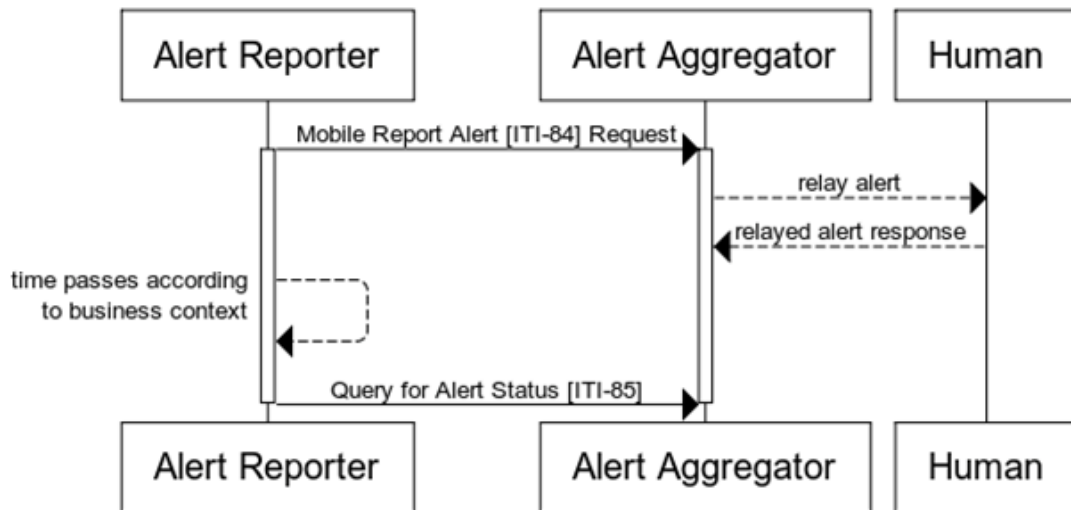 Alert Reporter
Alert Aggregator
Human
Mobile Report Alert [ITI-84] Request
relay alert
relayed alert response
time passes according
to business context
Query for Alert Status [ITI-85]
Alert Reporter
Alert Aggregator
Human